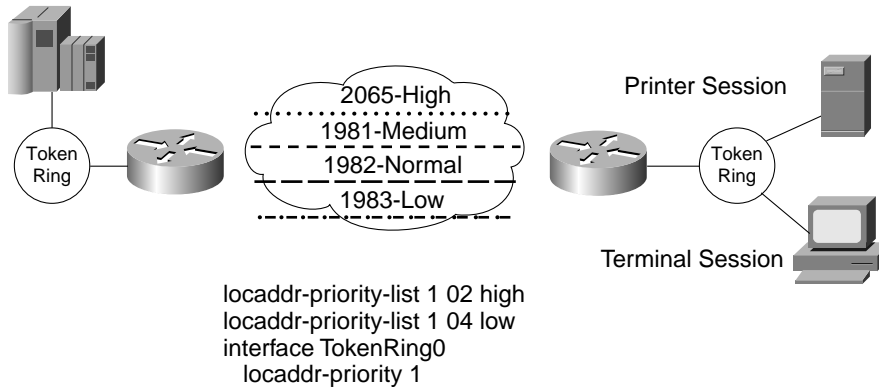 2065-High
Printer Session
1981-Medium
Token
Ring
1982-Normal
Token
Ring
1983-Low
Terminal Session
locaddr-priority-list 1 02 high
locaddr-priority-list 1 04 low
interface TokenRing0
locaddr-priority 1